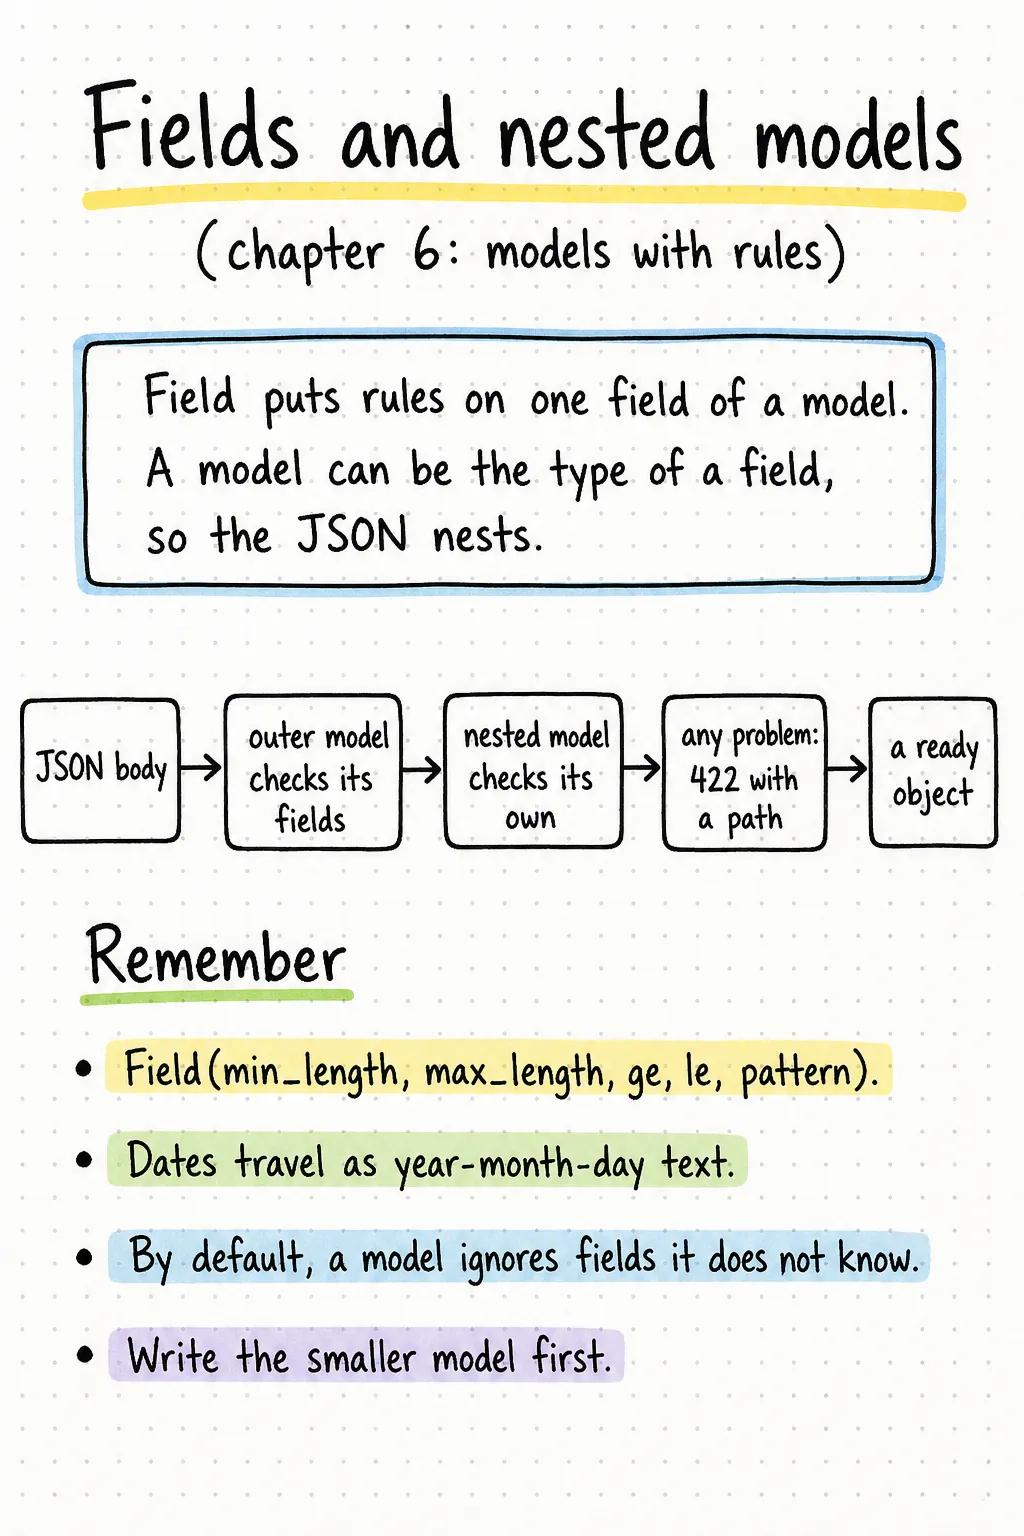 Fields and nested models
(chapter 6: models with rules)
Field puts rules on one field of a model.
A model can be the type of a field,
so the JSON nests.
JSON body
outer model
checks its
fields
nested model
checks its
own
any problem:
422 with
a path
a ready
object
Remember
• Field(min_length, max_length, ge, le, pattern).
• Dates travel as year-month-day text.
• By default, a model ignores fields it does not know.
• Write the smaller model first.